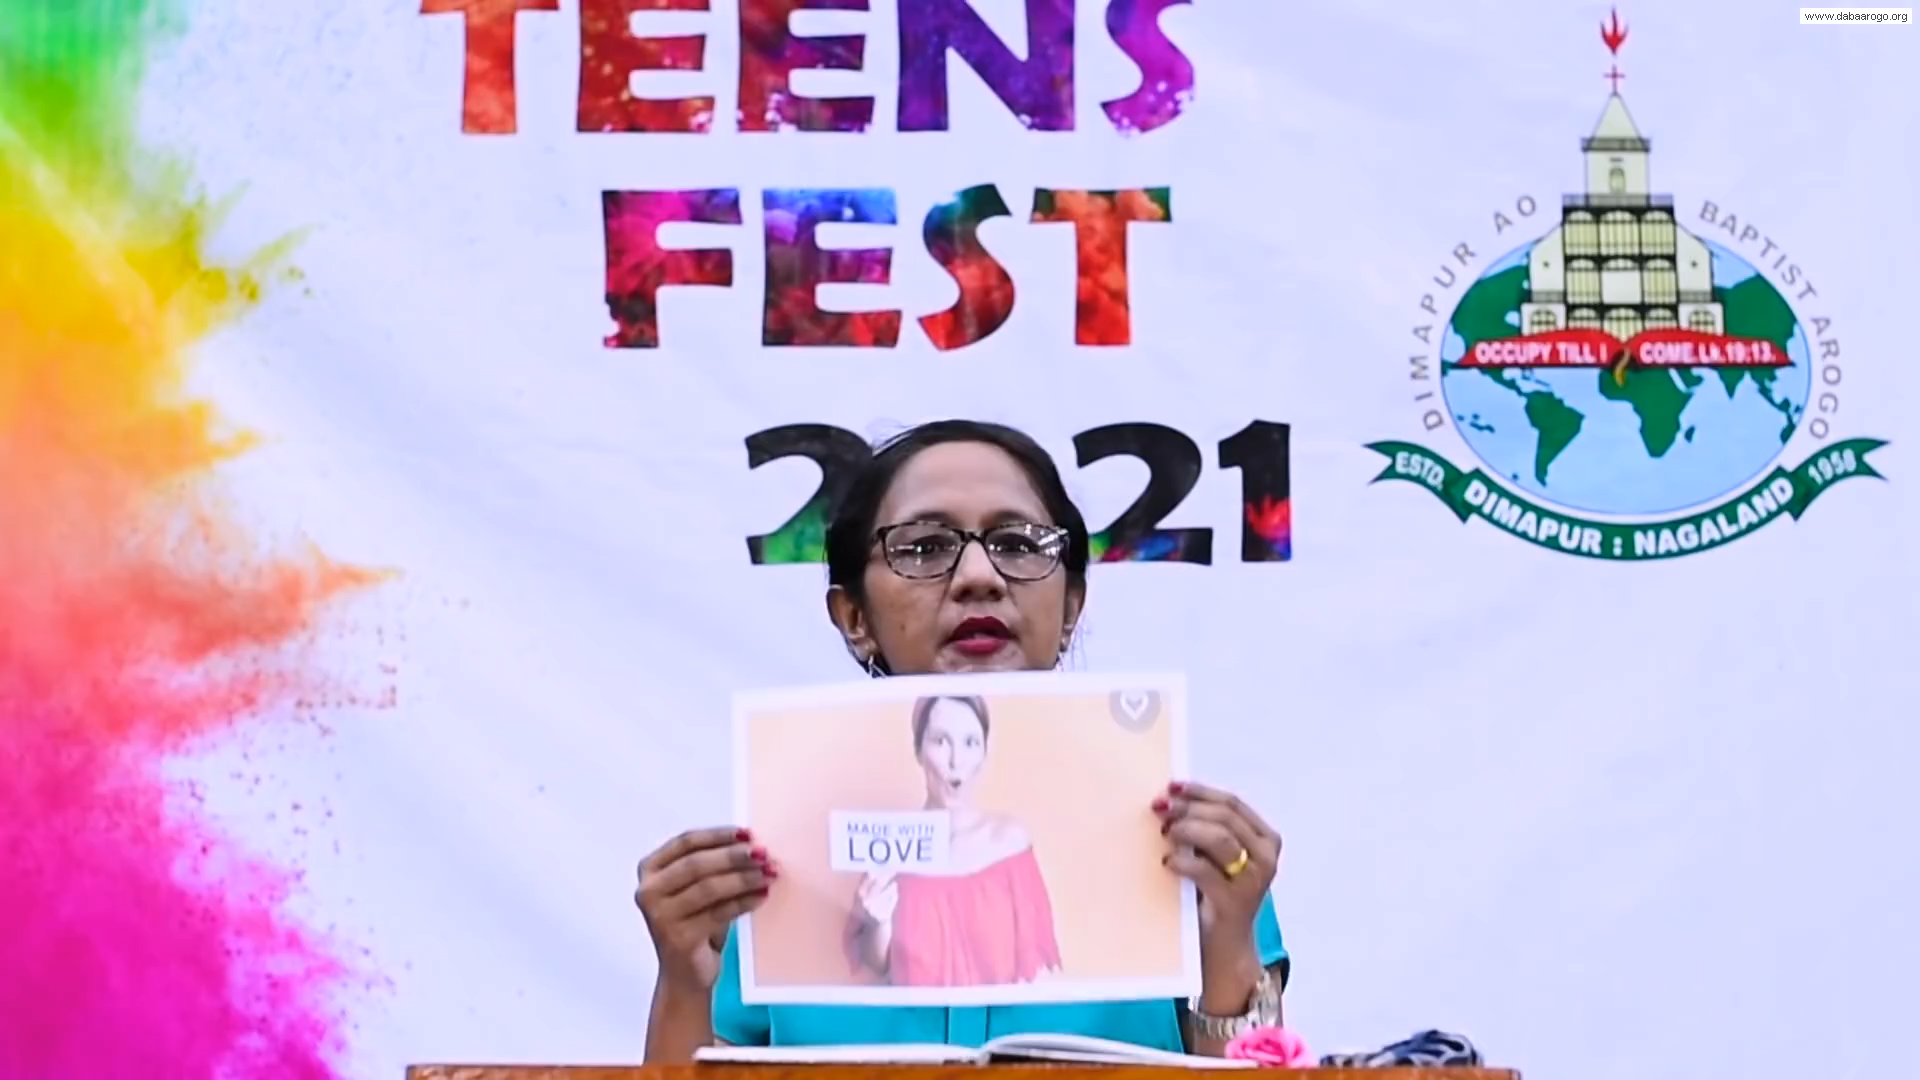 www.dabaarogo.org
TEENS
FEST
2021
DIMAPUR AO BAPTIST AROGO
OCCUPY TILL I COME.Lk.19:13.
ESTD. DIMAPUR : NAGALAND 1958
MADE WITH
LOVE